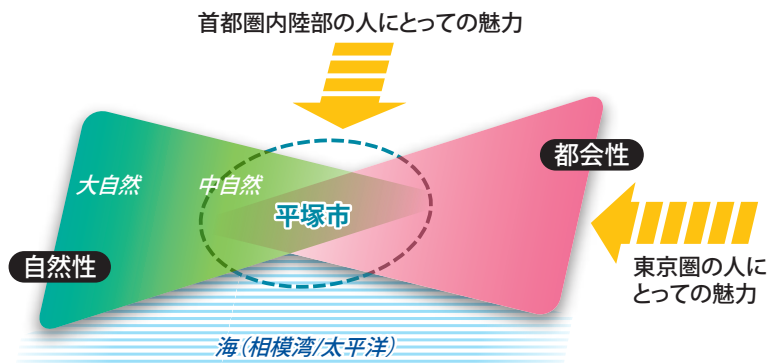 首都圏内陸部の人にとっての魅力
都会性
大自然
中自然
平塚市
自然性
東京圏の人に
とっての魅力
海（相模湾/太平洋）